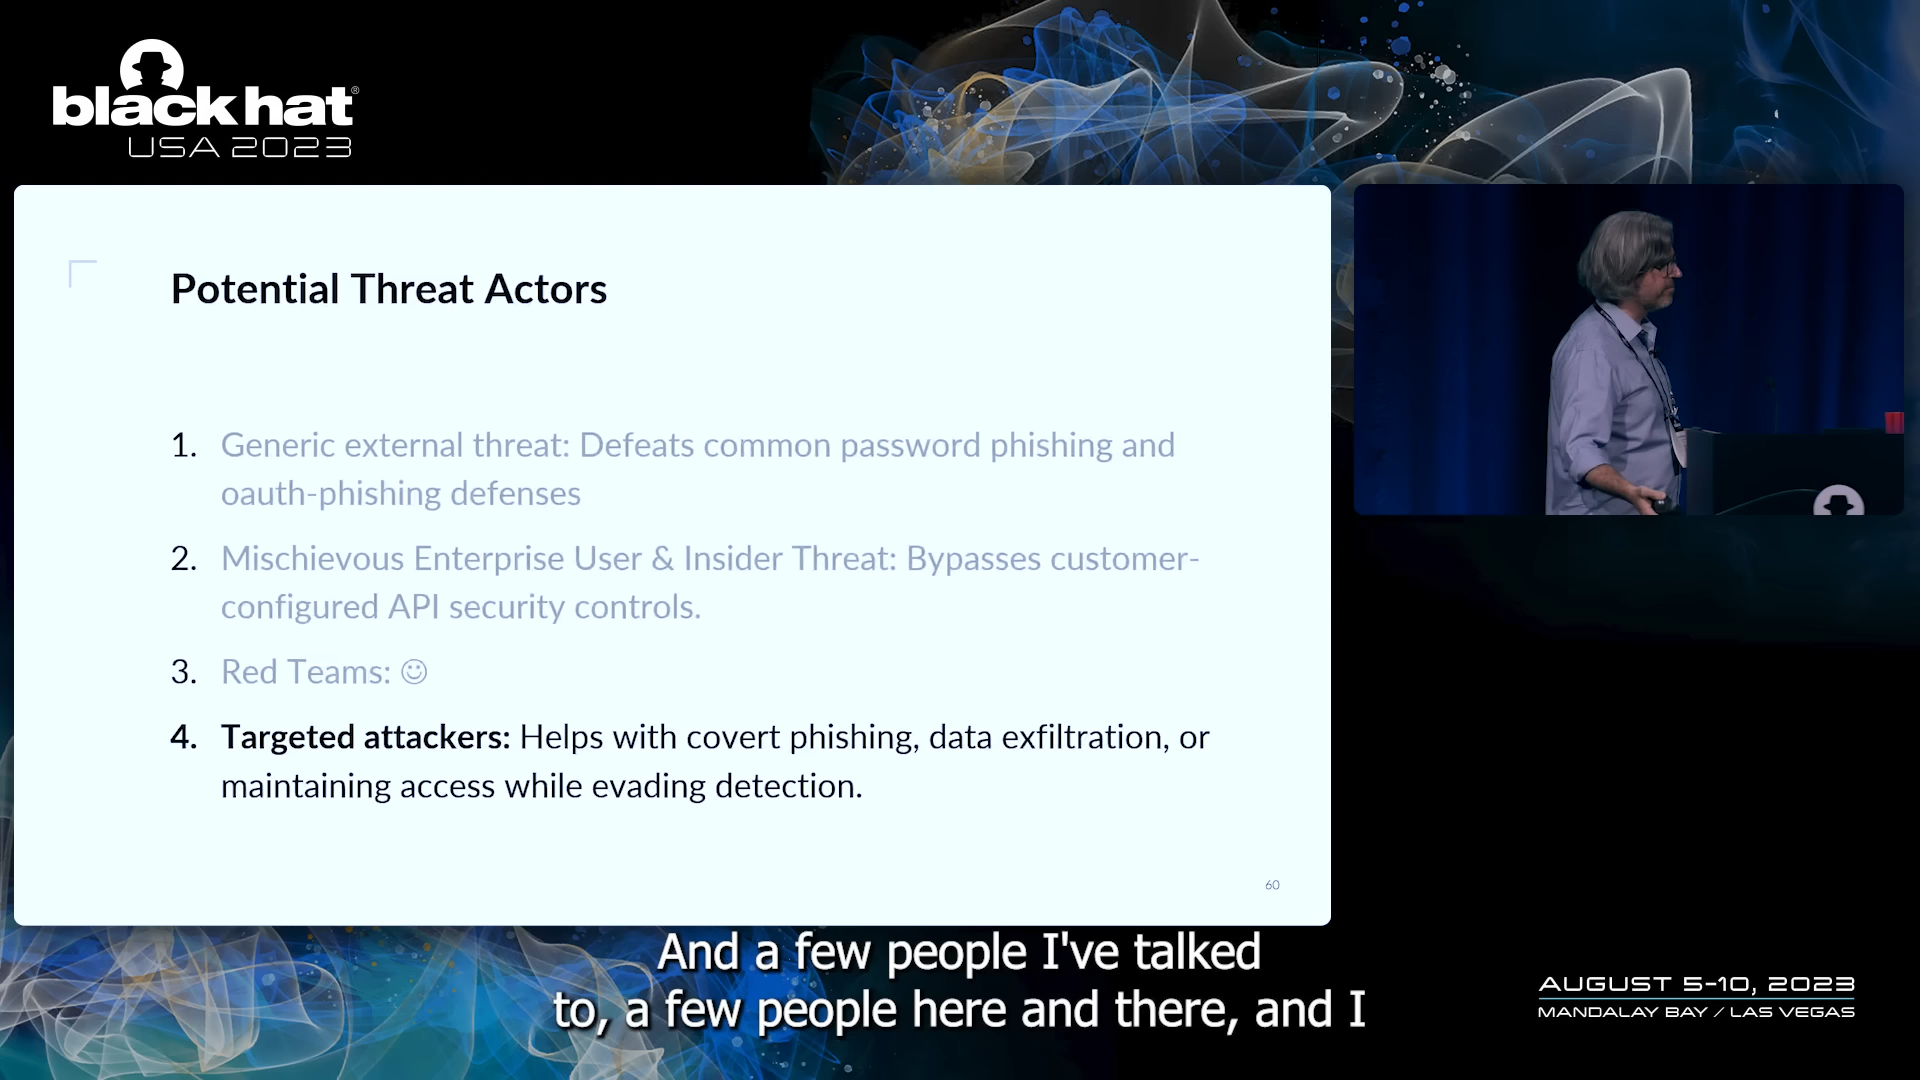 blackhat®
USA 2023
Potential Threat Actors
1. Generic external threat: Defeats common password phishing and
oauth-phishing defenses
2. Mischievous Enterprise User & Insider Threat: Bypasses customer-
configured API security controls.
3. Red Teams: ☺
4. Targeted attackers: Helps with covert phishing, data exfiltration, or
maintaining access while evading detection.
60
And a few people I've talked
to, a few people here and there, and I
AUGUST 5-10, 2023
MANDALAY BAY / LAS VEGAS